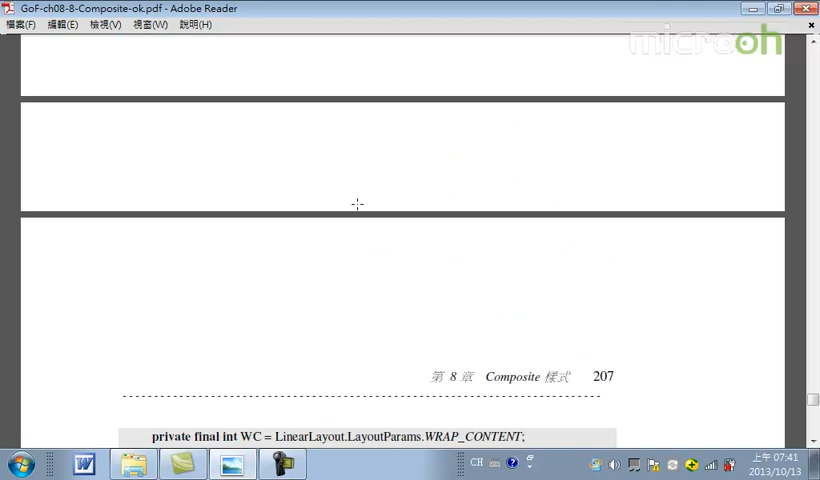 GoF-ch08-8-Composite-ok.pdf - Adobe Reader
檔案(F) 編輯(E) 檢視(V) 視窗(W) 說明(H)
microoh
第 8 章 Composite 樣式 207
private final int WC = LinearLayout.LayoutParams.WRAP_CONTENT;
CH
上午 07:41
2013/10/13